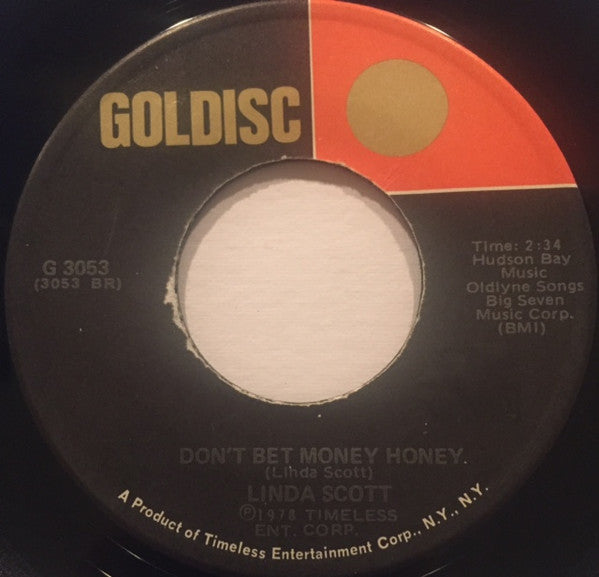 GOLDISC
G 3053
(3053 BR)
Time: 2:34
Hudson Bay
Music
Oldlyne Songs
Big Seven
Music Corp.
(BMI)
DON'T BET MONEY HONEY
(Linda Scott)
LINDA SCOTT
℗1978 TIMELESS
ENT. CORP.
A Product of Timeless Entertainment Corp., N.Y., N.Y.